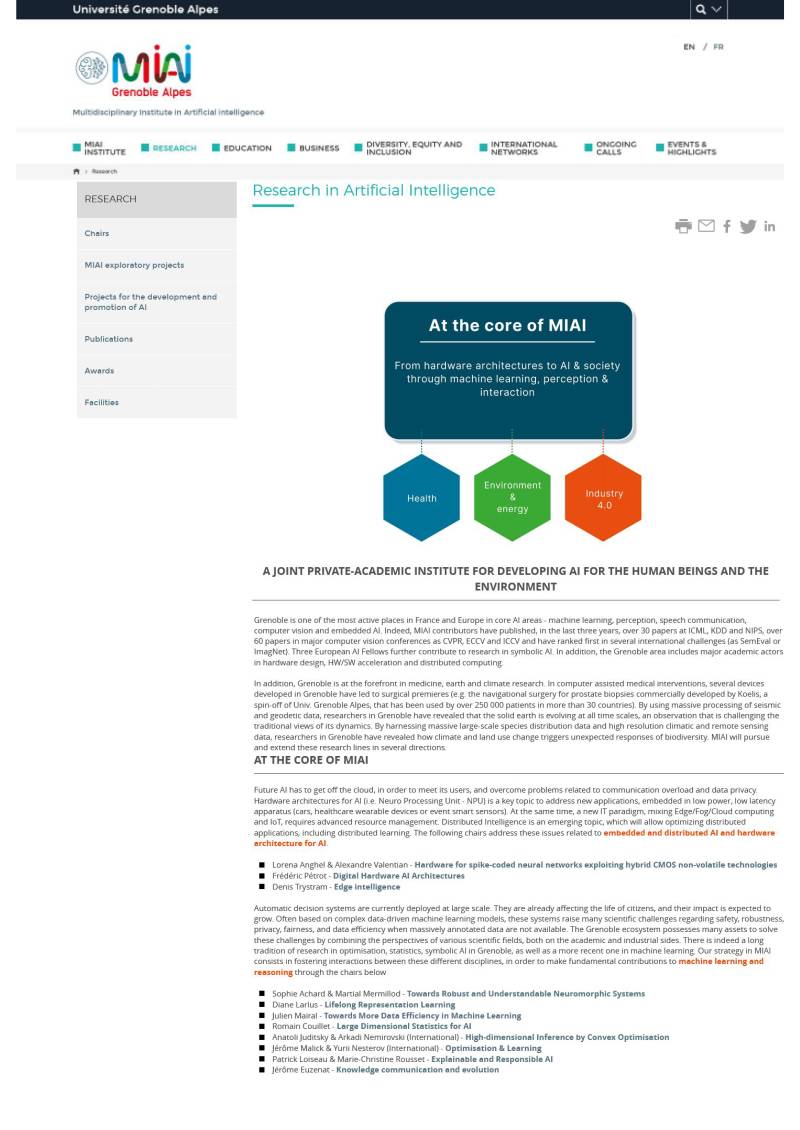 Université Grenoble Alpes
EN / FR
MIAI
Grenoble Alpes
Multidisciplinary Institute in Artificial intelligence
MIAI INSTITUTE
RESEARCH
EDUCATION
BUSINESS
DIVERSITY, EQUITY AND INCLUSION
INTERNATIONAL NETWORKS
ONGOING CALLS
EVENTS & HIGHLIGHTS
> Research
RESEARCH
Chairs
MIAI exploratory projects
Projects for the development and
promotion of AI
Publications
Awards
Facilities
Research in Artificial Intelligence
At the core of MIAI
From hardware architectures to AI & society
through machine learning, perception &
interaction
Health
Environment
&
energy
Industry
4.0
A JOINT PRIVATE-ACADEMIC INSTITUTE FOR DEVELOPING AI FOR THE HUMAN BEINGS AND THE
ENVIRONMENT
Grenoble is one of the most active places in France and Europe in core AI areas - machine learning, perception, speech communication,
computer vision and embedded AI. Indeed, MIAI contributors have published, in the last three years, over 30 papers at ICML, KDD and NIPS, over
60 papers in major computer vision conferences as CVPR, ECCV and ICCV and have ranked first in several international challenges (as SemEval or
ImagNet). Three European AI Fellows further contribute to research in symbolic AI. In addition, the Grenoble area includes major academic actors
in hardware design, HW/SW acceleration and distributed computing.
In addition, Grenoble is at the forefront in medicine, earth and climate research. In computer assisted medical interventions, several devices
developed in Grenoble have led to surgical premieres (e.g. the navigational surgery for prostate biopsies commercially developed by Koelis, a
spin-off of Univ. Grenoble Alpes, that has been used by over 250 000 patients in more than 30 countries). By using massive processing of seismic
and geodetic data, researchers in Grenoble have revealed that the solid earth is evolving at all time scales, an observation that is challenging the
traditional views of its dynamics. By harnessing massive large-scale species distribution data and high resolution climatic and remote sensing
data, researchers in Grenoble have revealed how climate and land use change triggers unexpected responses of biodiversity. MIAI will pursue
and extend these research lines in several directions.
AT THE CORE OF MIAI
Future AI has to get off the cloud, in order to meet its users, and overcome problems related to communication overload and data privacy.
Hardware architectures for AI (i.e. Neuro Processing Unit - NPU) is a key topic to address new applications, embedded in low power, low latency
apparatus (cars, healthcare wearable devices or event smart sensors). At the same time, a new IT paradigm, mixing Edge/Fog/Cloud computing
and IoT, requires advanced resource management. Distributed Intelligence is an emerging topic, which will allow optimizing distributed
applications, including distributed learning. The following chairs address these issues related to embedded and distributed AI and hardware
architecture for AI.
Lorena Anghel & Alexandre Valentian - Hardware for spike-coded neural networks exploiting hybrid CMOS non-volatile technologies
Frédéric Pétrot - Digital Hardware AI Architectures
Denis Trystram - Edge intelligence
Automatic decision systems are currently deployed at large scale. They are already affecting the life of citizens, and their impact is expected to
grow. Often based on complex data-driven machine learning models, these systems raise many scientific challenges regarding safety, robustness,
privacy, fairness, and data efficiency when massively annotated data are not available. The Grenoble ecosystem possesses many assets to solve
these challenges by combining the perspectives of various scientific fields, both on the academic and industrial sides. There is indeed a long
tradition of research in optimisation, statistics, symbolic AI in Grenoble, as well as a more recent one in machine learning. Our strategy in MIAI
consists in fostering interactions between these different disciplines, in order to make fundamental contributions to machine learning and
reasoning through the chairs below
Sophie Achard & Martial Mermillod - Towards Robust and Understandable Neuromorphic Systems
Diane Larlus - Lifelong Representation Learning
Julien Mairal - Towards More Data Efficiency in Machine Learning
Romain Couillet - Large Dimensional Statistics for AI
Anatoli Juditsky & Arkadi Nemirovski (International) - High-dimensional Inference by Convex Optimisation
Jérôme Malick & Yurii Nesterov (International) - Optimisation & Learning
Patrick Loiseau & Marie-Christine Rousset - Explainable and Responsible AI
Jérôme Euzenat - Knowledge communication and evolution